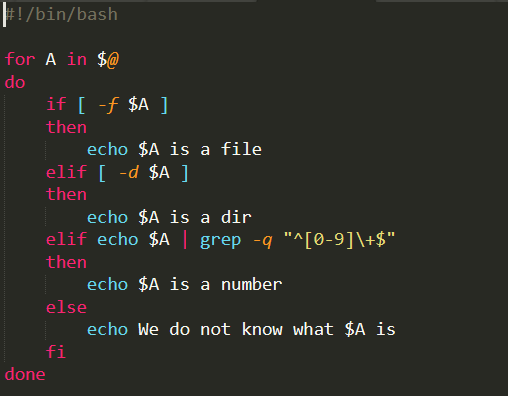 #!/bin/bash
for A in $@
do
if [ -f $A ]
then
echo $A is a file
elif [ -d $A ]
then
echo $A is a dir
elif echo $A | grep -q "^[0-9]\+$"
then
echo $A is a number
else
echo We do not know what $A is
fi
done